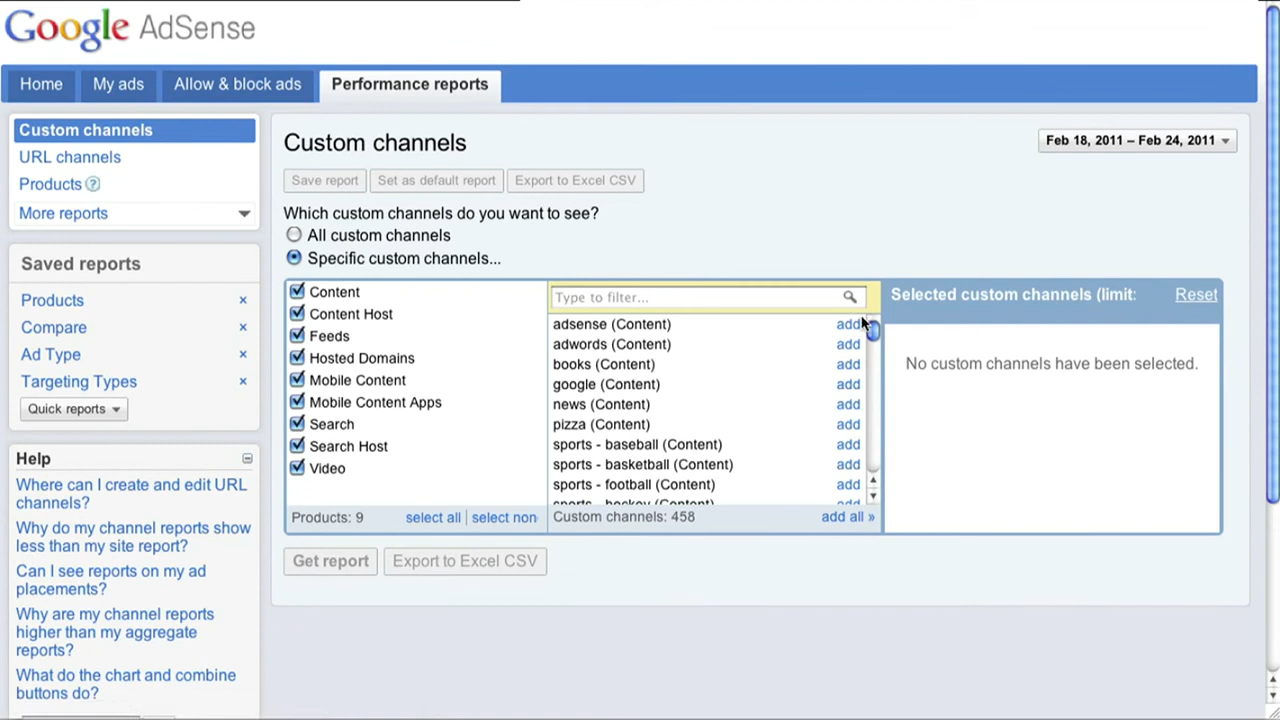 Google AdSense
Home
My ads
Allow & block ads
Performance reports
Custom channels
URL channels
Products ?
More reports
Saved reports
Products ×
Compare ×
Ad Type ×
Targeting Types ×
Quick reports
Help
Where can I create and edit URL
channels?
Why do my channel reports show
less than my site report?
Can I see reports on my ad
placements?
Why are my channel reports
higher than my aggregate
reports?
What do the chart and combine
buttons do?
Custom channels
Feb 18, 2011 – Feb 24, 2011
Save report
Set as default report
Export to Excel CSV
Which custom channels do you want to see?
All custom channels
Specific custom channels...
Content
Content Host
Feeds
Hosted Domains
Mobile Content
Mobile Content Apps
Search
Search Host
Video
Products: 9
select all | select non
Type to filter...
adsense (Content) add
adwords (Content) add
books (Content) add
google (Content) add
news (Content) add
pizza (Content) add
sports - baseball (Content) add
sports - basketball (Content) add
sports - football (Content) add
sports - hockey (Content) add
Custom channels: 458
add all »
Selected custom channels (limit:
Reset
No custom channels have been selected.
Get report
Export to Excel CSV